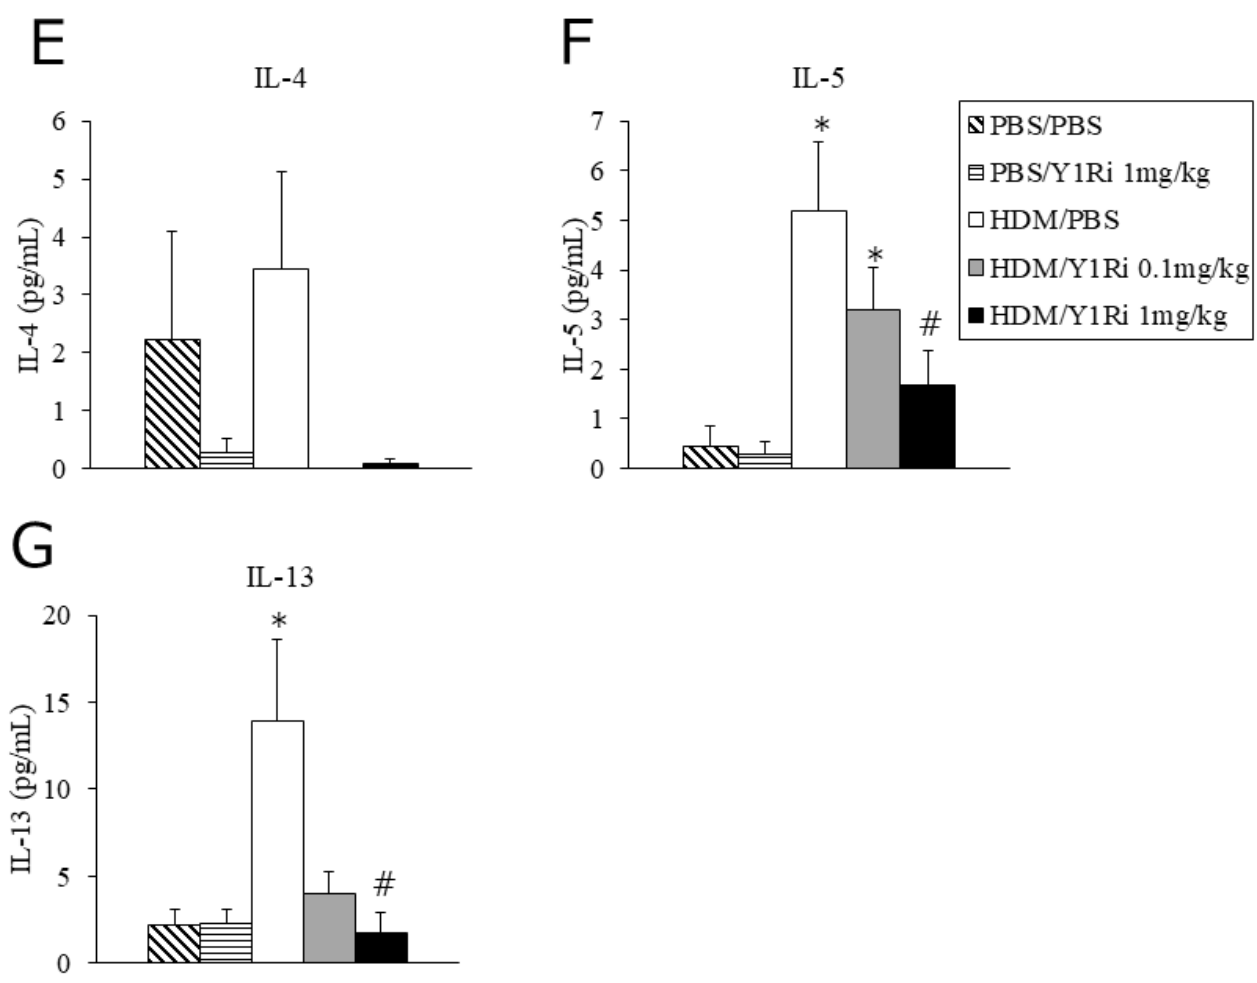 E
IL-4
IL-4 (pg/mL)
6
5
4
3
2
1
0
F
IL-5
IL-5 (pg/mL)
7
6
5
4
3
2
1
0
*
*
#
PBS/PBS
PBS/Y1Ri 1mg/kg
HDM/PBS
HDM/Y1Ri 0.1mg/kg
HDM/Y1Ri 1mg/kg
G
IL-13
IL-13 (pg/mL)
20
15
10
5
0
*
#